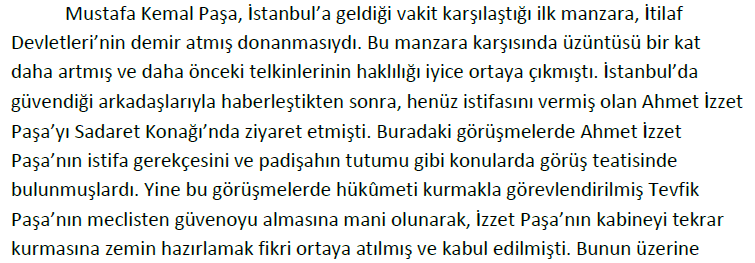 Mustafa Kemal Paşa, İstanbul’a geldiği vakit karşılaştığı ilk manzara, İtilaf
Devletleri’nin demir atmış donanmasıydı. Bu manzara karşısında üzüntüsü bir kat
daha artmış ve daha önceki telkinlerinin haklılığı iyice ortaya çıkmıştı. İstanbul’da
güvendiği arkadaşlarıyla haberleştikten sonra, henüz istifasını vermiş olan Ahmet İzzet
Paşa’yı Sadaret Konağı’nda ziyaret etmişti. Buradaki görüşmelerde Ahmet İzzet
Paşa’nın istifa gerekçesini ve padişahın tutumu gibi konularda görüş teatisinde
bulunmuşlardı. Yine bu görüşmelerde hükûmeti kurmakla görevlendirilmiş Tevfik
Paşa’nın meclisten güvenoyu almasına mani olunarak, İzzet Paşa’nın kabineyi tekrar
kurmasına zemin hazırlamak fikri ortaya atılmış ve kabul edilmişti. Bunun üzerine